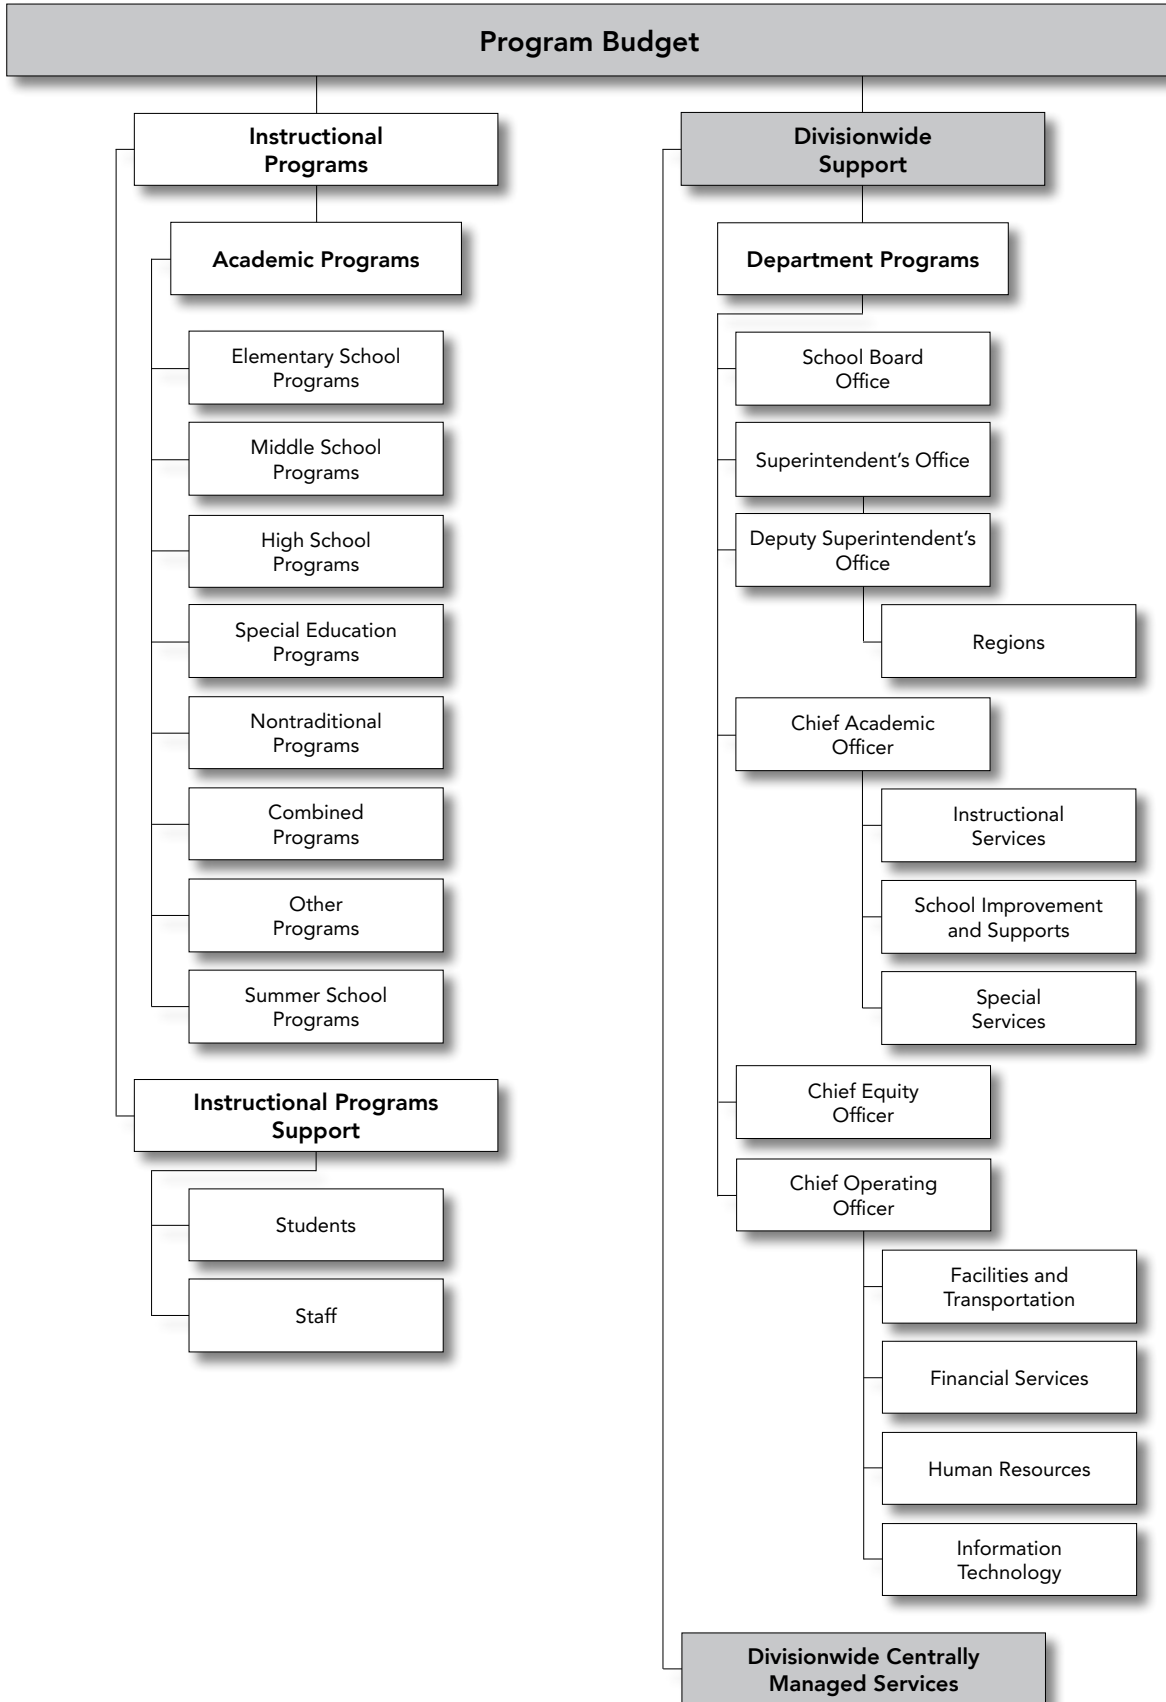 Program Budget
Instructional
Programs
Academic Programs
Elementary School
Programs
Middle School
Programs
High School
Programs
Special Education
Programs
Nontraditional
Programs
Combined
Programs
Other
Programs
Summer School
Programs
Instructional Programs
Support
Students
Staff
Divisionwide
Support
Department Programs
School Board
Office
Superintendent's Office
Deputy Superintendent's
Office
Regions
Chief Academic
Officer
Instructional
Services
School Improvement
and Supports
Special
Services
Chief Equity
Officer
Chief Operating
Officer
Facilities and
Transportation
Financial Services
Human Resources
Information
Technology
Divisionwide Centrally
Managed Services